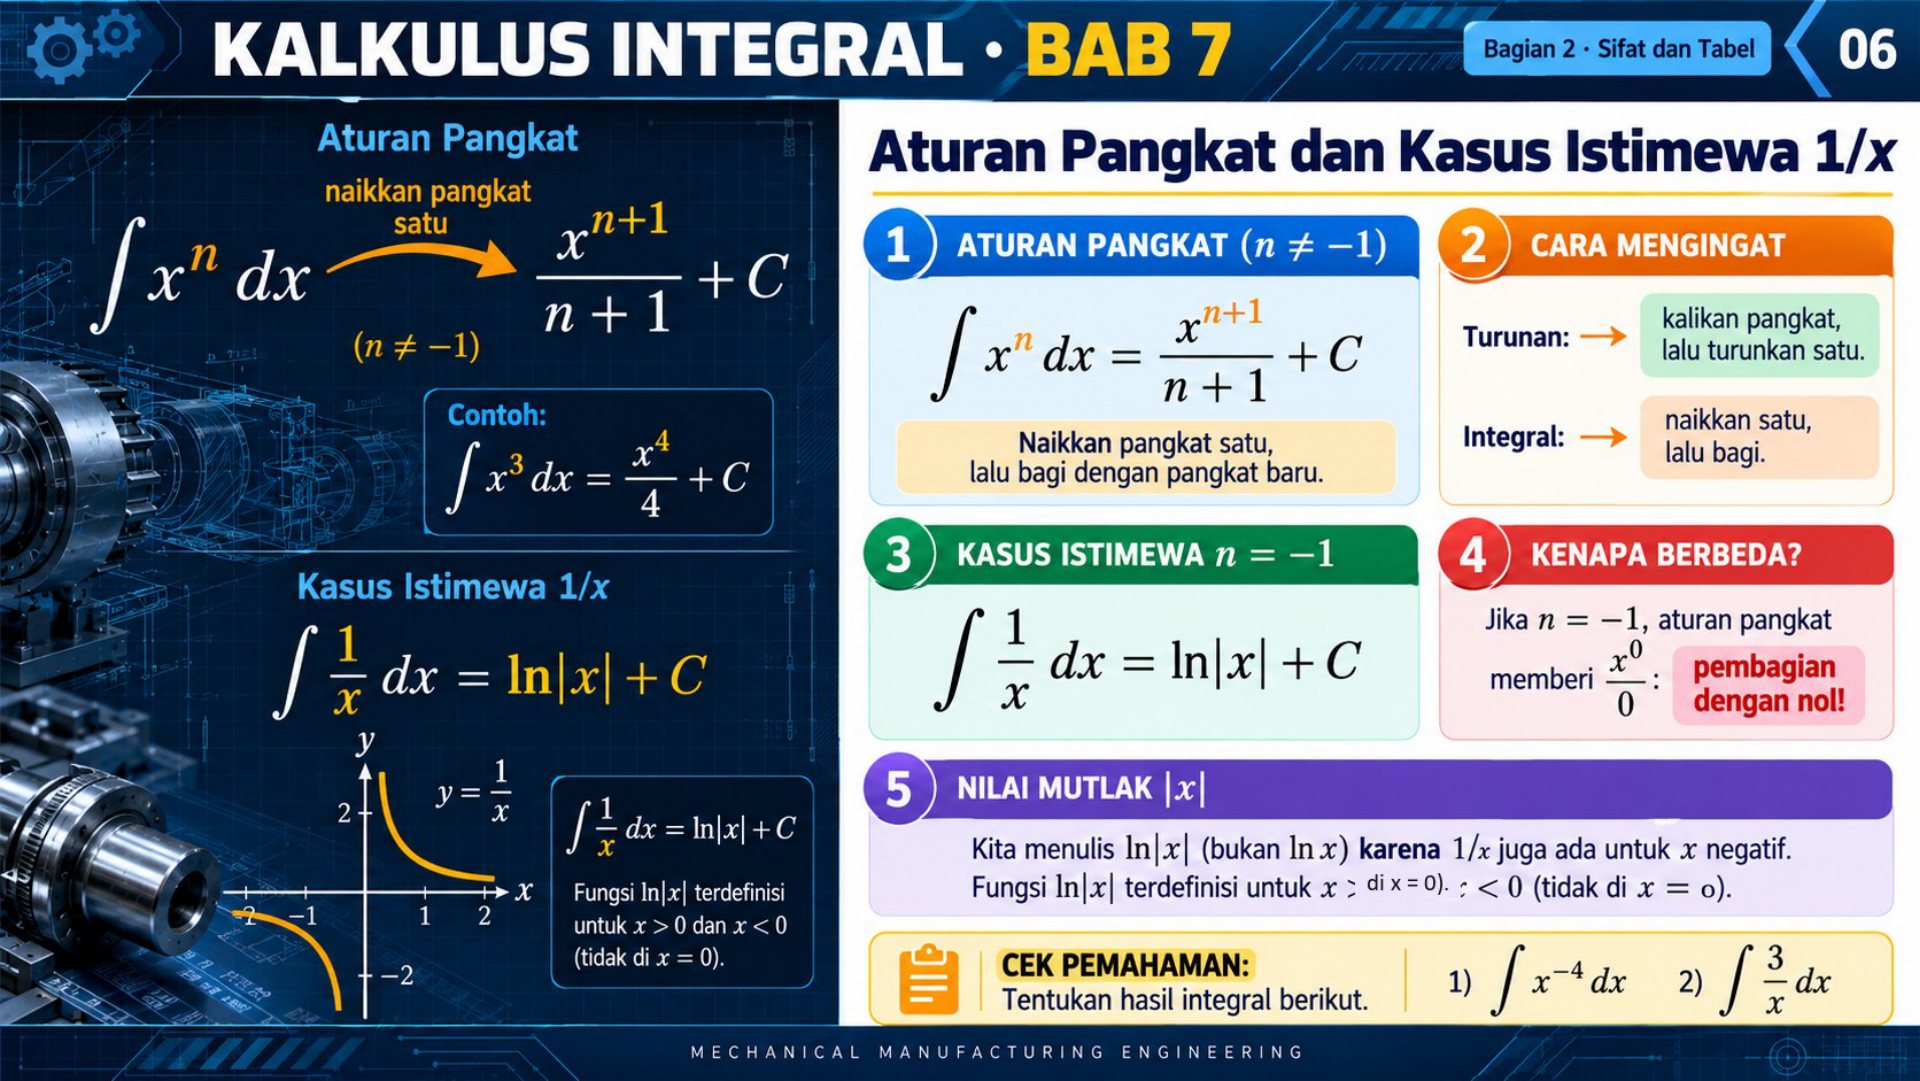 KALKULUS INTEGRAL • BAB 7
Bagian 2 · Sifat dan Tabel
06
Aturan Pangkat
naikkan pangkat
satu
∫ xⁿ dx
xⁿ⁺¹
n + 1
+ C
(n ≠ −1)
Contoh:
∫ x³ dx = x⁴/4 + C
Kasus Istimewa 1/x
∫ 1/x dx = ln|x| + C
y
2
y = 1/x
x
−2 −1 1 2
−2
∫ 1/x dx = ln|x| + C
Fungsi ln|x| terdefinisi
untuk x > 0 dan x < 0
(tidak di x = 0).
Aturan Pangkat dan Kasus Istimewa 1/x
1 ATURAN PANGKAT (n ≠ −1)
∫ xⁿ dx = xⁿ⁺¹/n + 1 + C
Naikkan pangkat satu,
lalu bagi dengan pangkat baru.
2 CARA MENGINGAT
Turunan: → kalikan pangkat,
lalu turunkan satu.
Integral: → naikkan satu,
lalu bagi.
3 KASUS ISTIMEWA n = −1
∫ 1/x dx = ln|x| + C
4 KENAPA BERBEDA?
Jika n = −1, aturan pangkat
memberi x⁰/0 : pembagian
dengan nol!
5 NILAI MUTLAK |x|
Kita menulis ln|x| (bukan ln x) karena 1/x juga ada untuk x negatif.
Fungsi ln|x| terdefinisi untuk x di x = 0). < 0 (tidak di x = o).
CEK PEMAHAMAN:
Tentukan hasil integral berikut.
1) ∫ x⁻⁴ dx 2) ∫ 3/x dx
MECHANICAL MANUFACTURING ENGINEERING